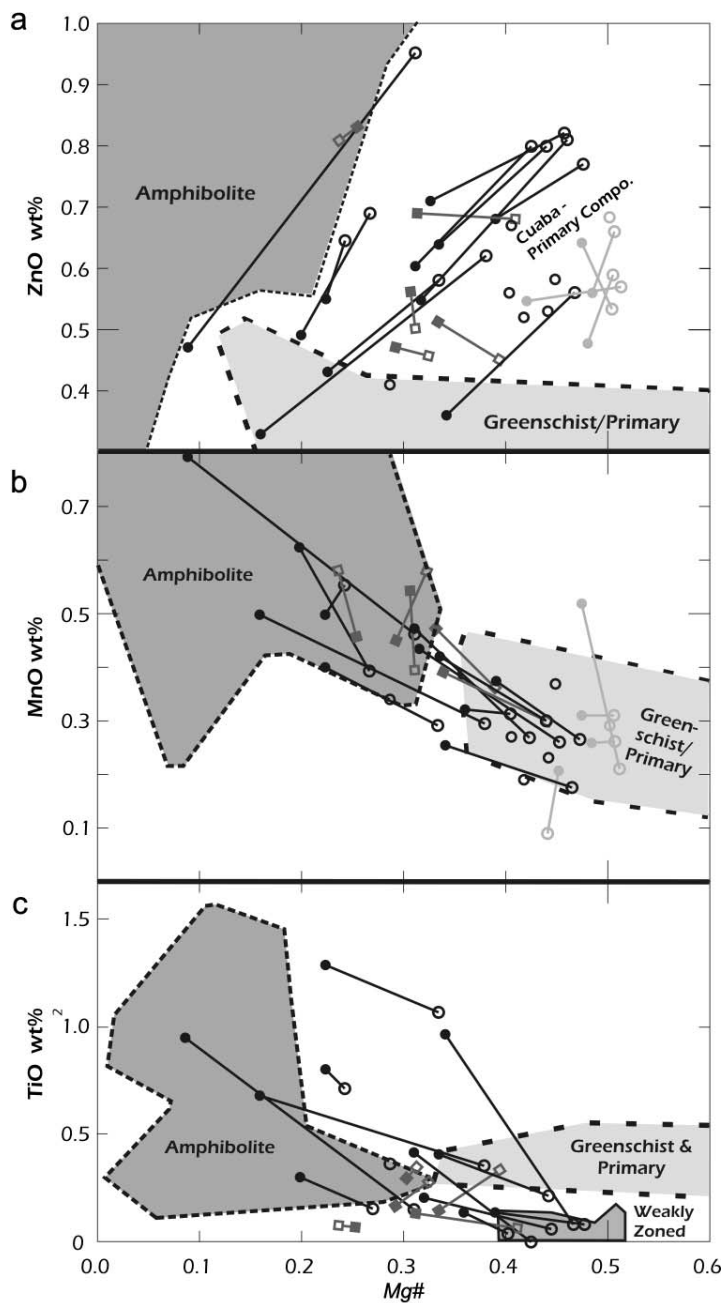 a
1.0
0.9
0.8
0.7
0.6
0.5
0.4
ZnO wt%
Amphibolite
Cuaba -
Primary Compo.
Greenschist/Primary
b
0.7
0.5
0.3
0.1
MnO wt%
Amphibolite
Green-
schist/
Primary
c
1.5
1.0
0.5
0
TiO2 wt%
Amphibolite
Greenschist &
Primary
Weakly
Zoned
0.0
0.1
0.2
0.3
0.4
0.5
0.6
Mg#